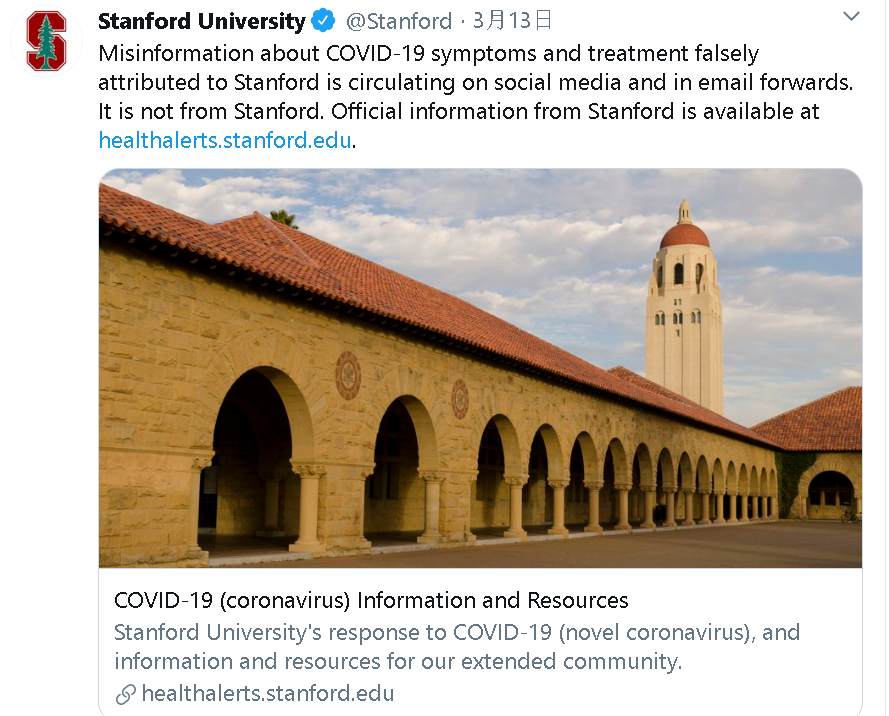 Stanford University @Stanford · 3月13日
Misinformation about COVID-19 symptoms and treatment falsely
attributed to Stanford is circulating on social media and in email forwards.
It is not from Stanford. Official information from Stanford is available at
healthalerts.stanford.edu.
COVID-19 (coronavirus) Information and Resources
Stanford University's response to COVID-19 (novel coronavirus), and
information and resources for our extended community.
healthalerts.stanford.edu